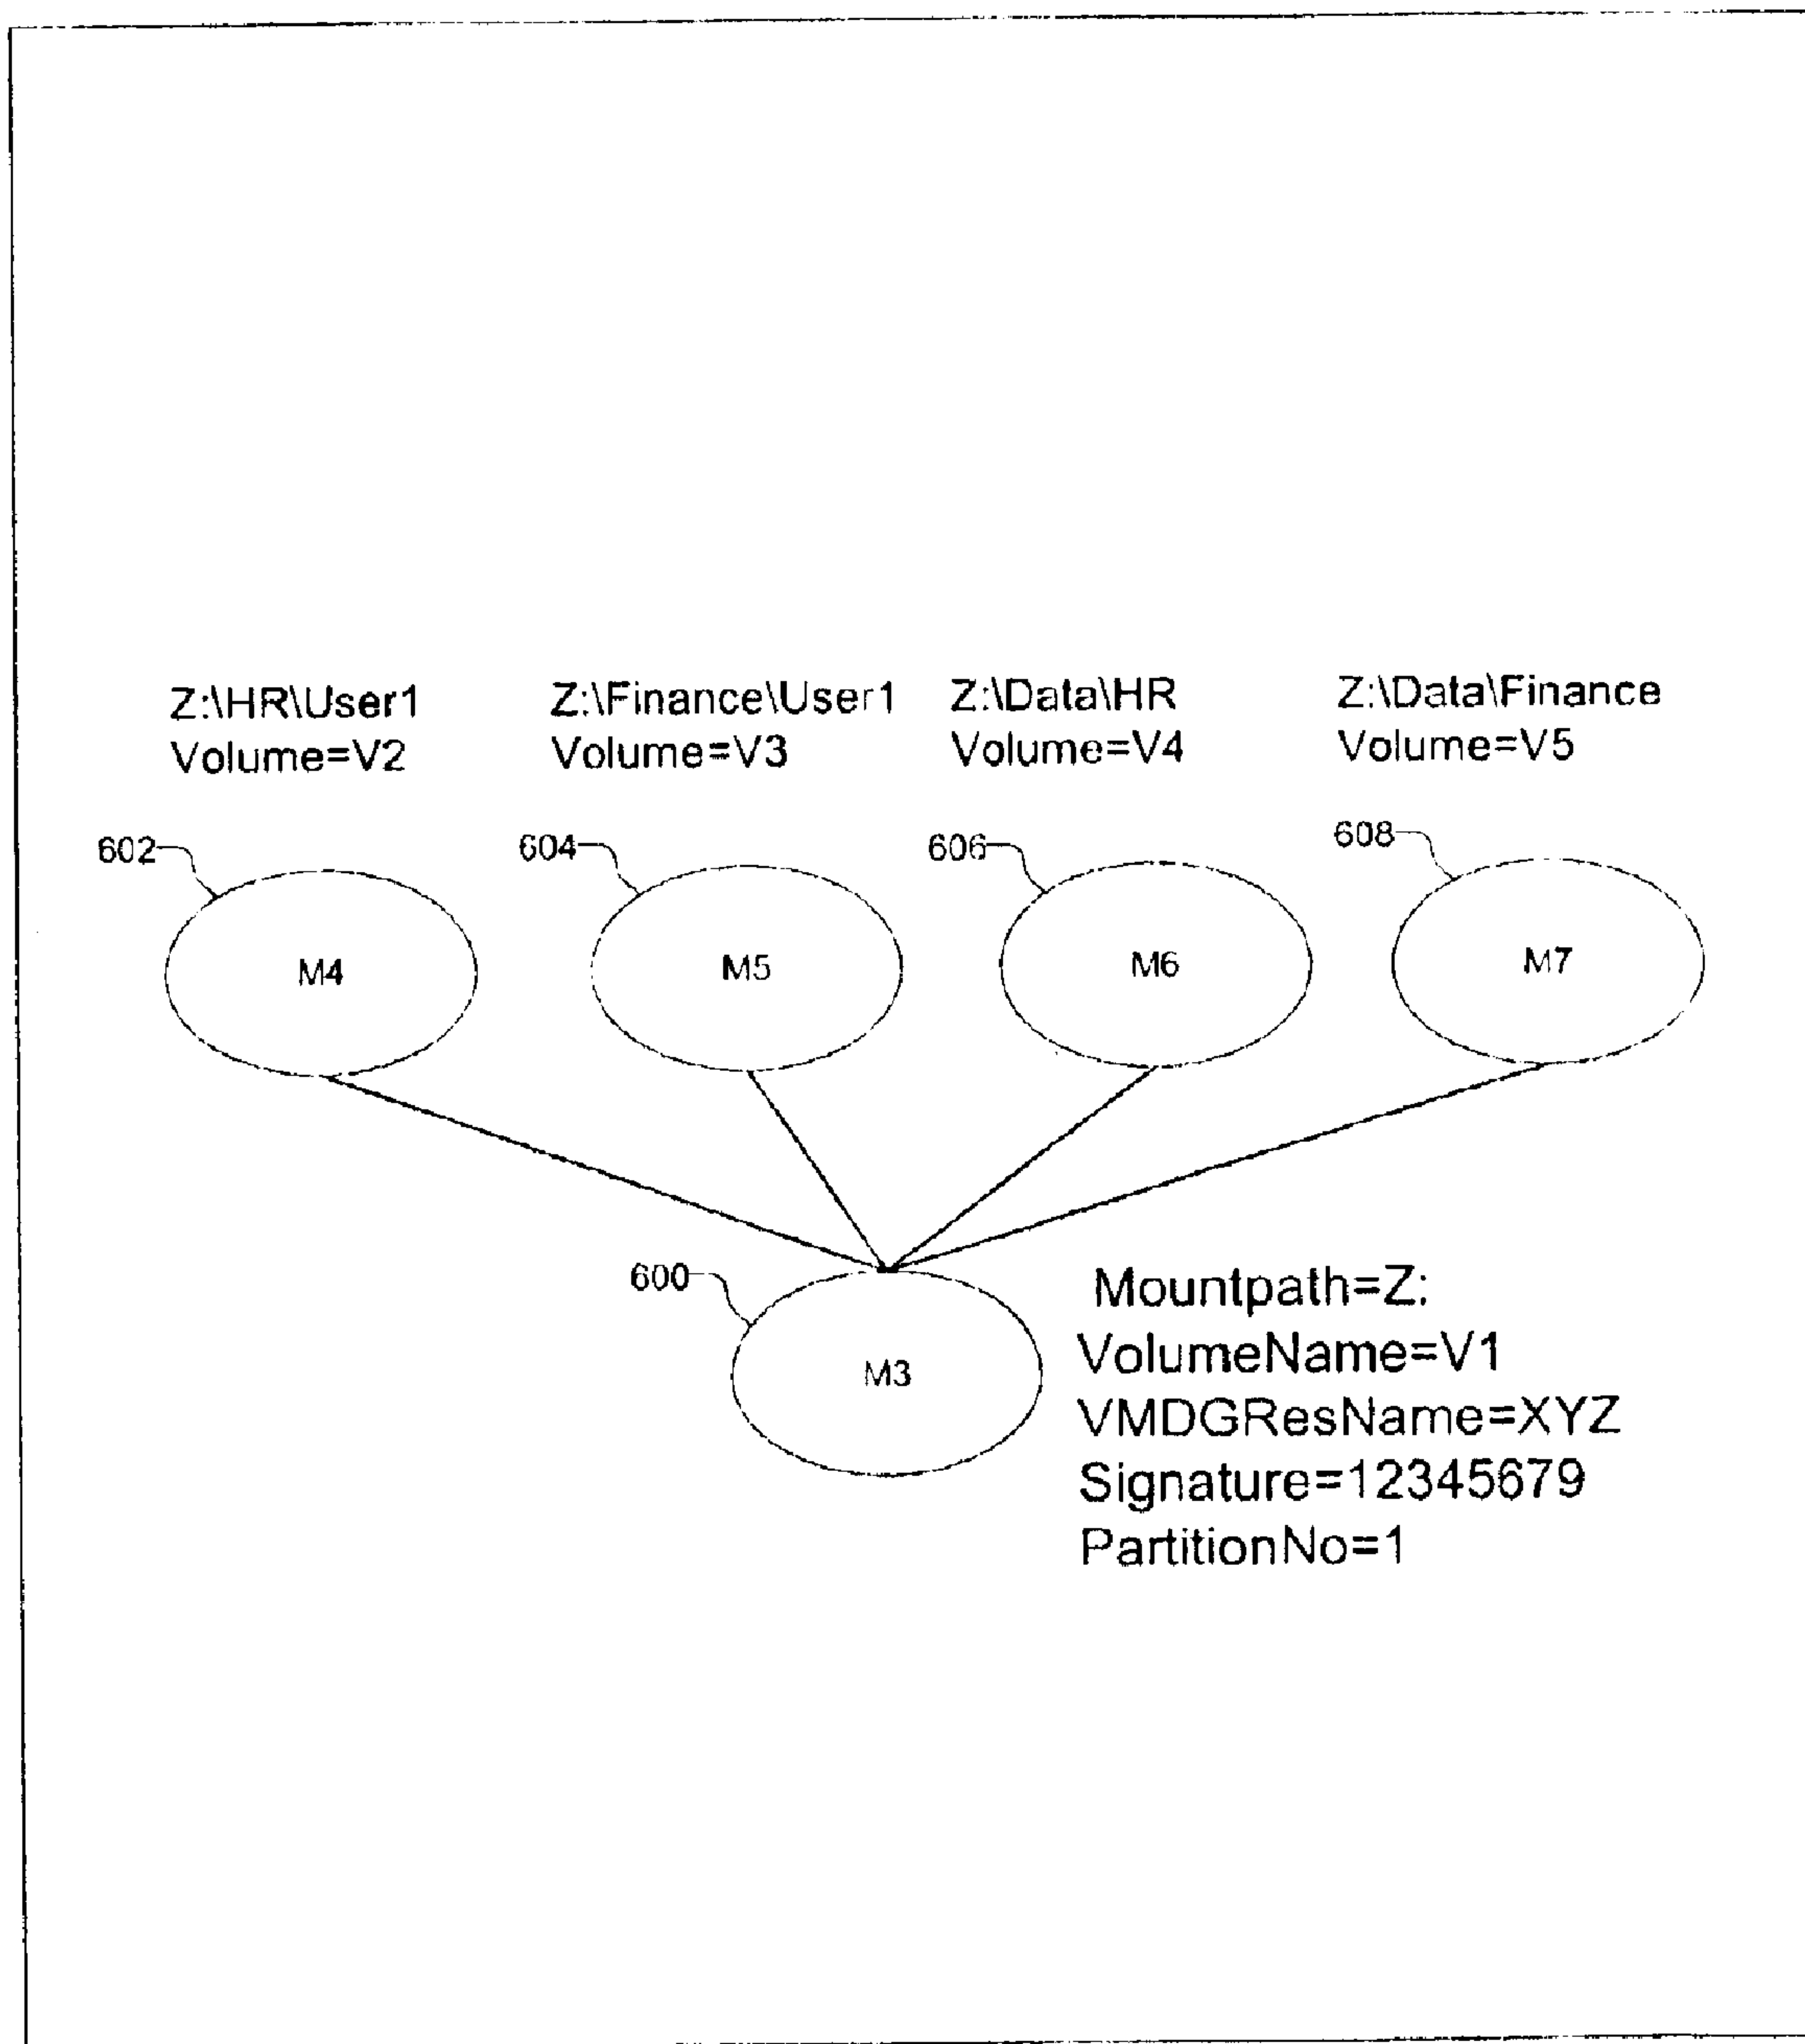 Z:\HR\User1
Volume=V2
Z:\Finance\User1
Volume=V3
Z:\Data\HR
Volume=V4
Z:\Data\Finance
Volume=V5
602
604
606
608
M4
M5
M6
M7
600
M3
Mountpath=Z:
VolumeName=V1
VMDGResName=XYZ
Signature=12345679
PartitionNo=1